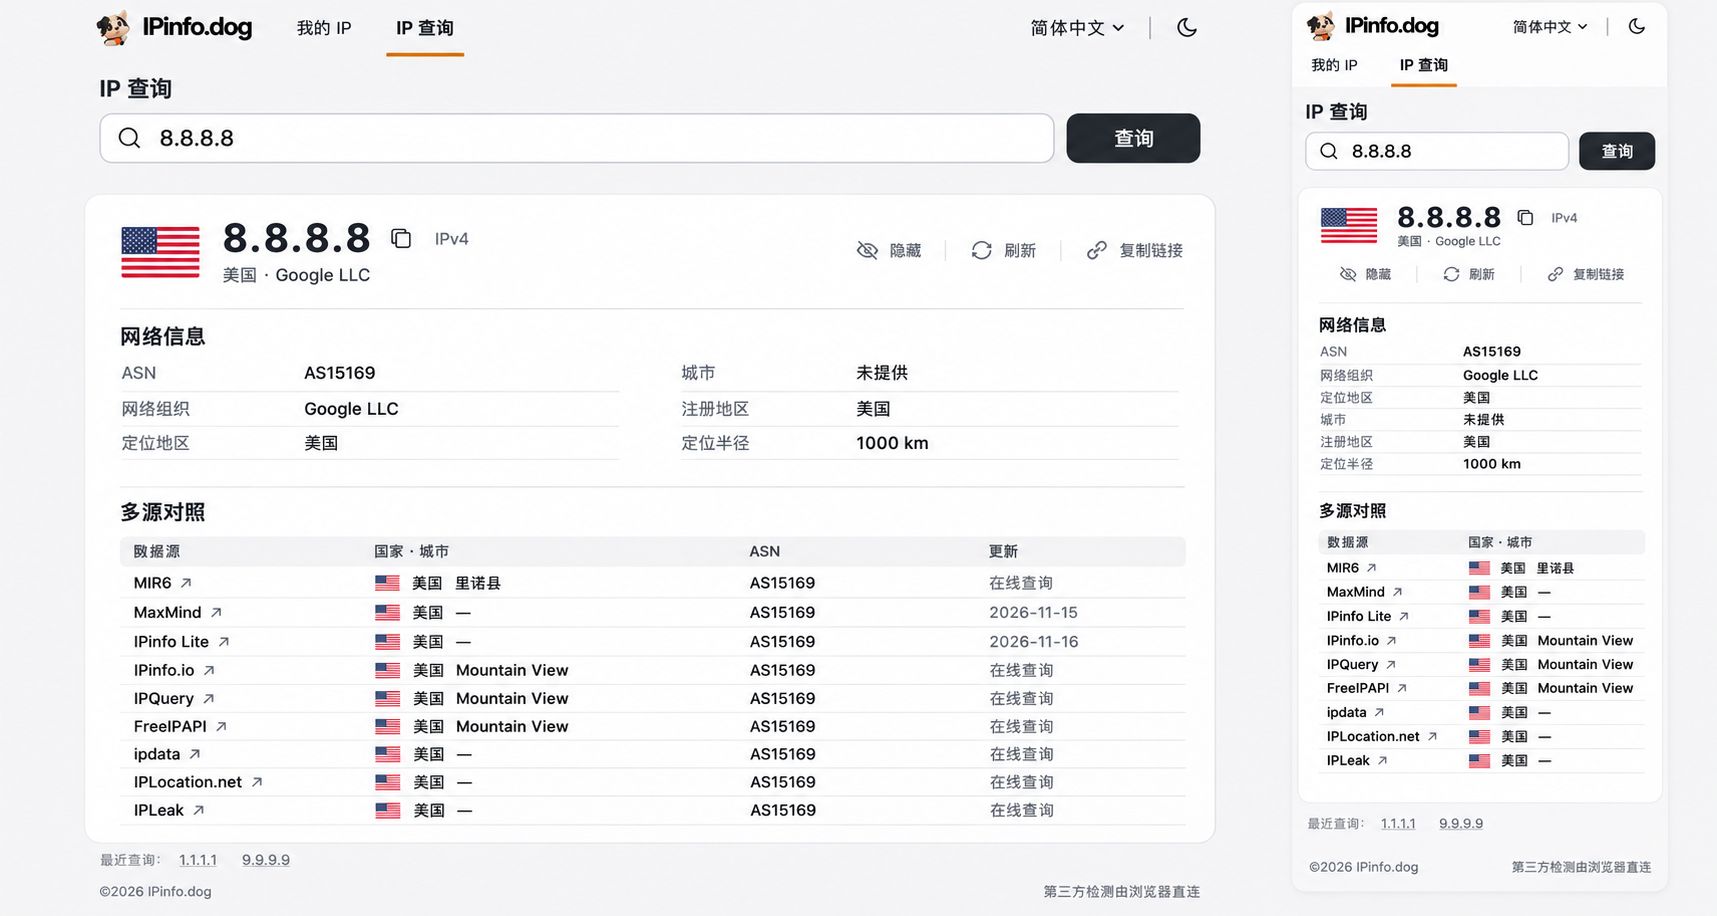 IPinfo.dog 我的 IP IP 查询 简体中文
IP 查询
8.8.8.8 查询
8.8.8.8 IPv4
美国 · Google LLC
隐藏 刷新 复制链接
网络信息
ASN AS15169 城市 未提供
网络组织 Google LLC 注册地区 美国
定位地区 美国 定位半径 1000 km
多源对照
数据源 国家 · 城市 ASN 更新
MIR6 ↗ 美国 里诺县 AS15169 在线查询
MaxMind ↗ 美国 — AS15169 2026-11-15
IPinfo Lite ↗ 美国 — AS15169 2026-11-16
IPinfo.io ↗ 美国 Mountain View AS15169 在线查询
IPQuery ↗ 美国 Mountain View AS15169 在线查询
FreeIPAPI ↗ 美国 Mountain View AS15169 在线查询
ipdata ↗ 美国 — AS15169 在线查询
IPLocation.net ↗ 美国 — AS15169 在线查询
IPLeak ↗ 美国 — AS15169 在线查询
最近查询: 1.1.1.1 9.9.9.9
©2026 IPinfo.dog 第三方检测由浏览器直连
IPinfo.dog 简体中文
我的 IP IP 查询
IP 查询
8.8.8.8 查询
8.8.8.8 IPv4
美国 · Google LLC
隐藏 刷新 复制链接
网络信息
ASN AS15169
网络组织 Google LLC
定位地区 美国
城市 未提供
注册地区 美国
定位半径 1000 km
多源对照
数据源 国家 · 城市
MIR6 ↗ 美国 里诺县
MaxMind ↗ 美国 —
IPinfo Lite ↗ 美国 —
IPinfo.io ↗ 美国 Mountain View
IPQuery ↗ 美国 Mountain View
FreeIPAPI ↗ 美国 Mountain View
ipdata ↗ 美国 —
IPLocation.net ↗ 美国 —
IPLeak ↗ 美国 —
最近查询: 1.1.1.1 9.9.9.9
©2026 IPinfo.dog 第三方检测由浏览器直连